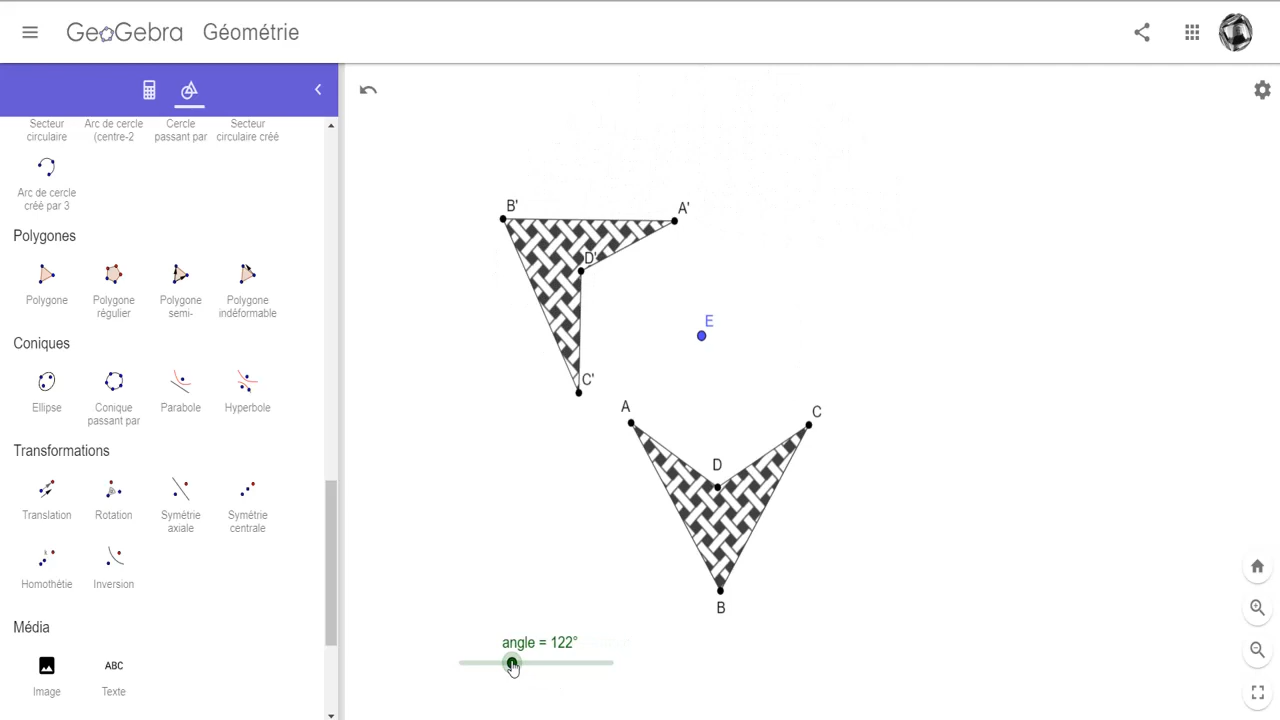 GeoGebra Géométrie
Secteur circulaire
Arc de cercle (centre-2
Cercle passant par
Secteur circulaire créé
Arc de cercle créé par 3
Polygones
Polygone
Polygone régulier
Polygone semi-
Polygone indéformable
Coniques
Ellipse
Conique passant par
Parabole
Hyperbole
Transformations
Translation
Rotation
Symétrie axiale
Symétrie centrale
Homothétie
Inversion
Média
ABC
Image
Texte
B'
A'
D'
E
C'
A
C
D
B
angle = 122°